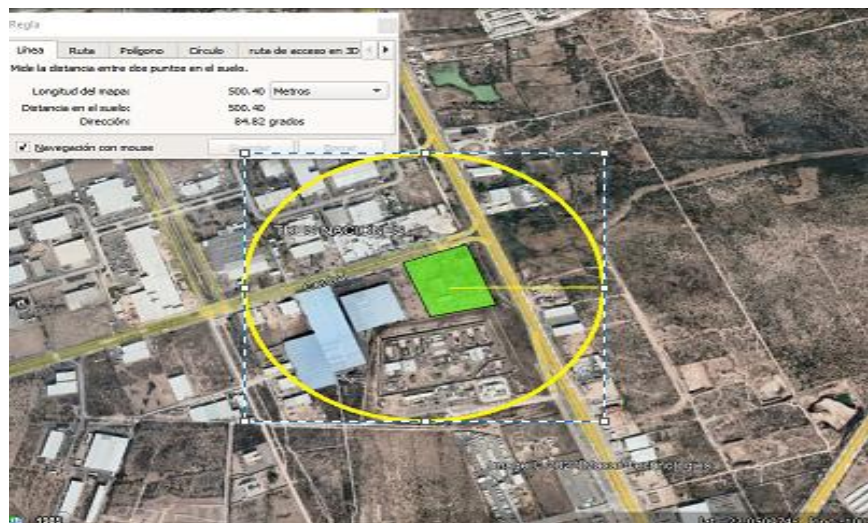 Regla
Línea Ruta Polígono Círculo ruta de acceso en 3D
Mide la distancia entre dos puntos en el suelo.
Longitud del mapa: 500.40 Metros
Distancia en el suelo: 500.40
Dirección: 84.82 grados
Navegación con mouse
NACIONES